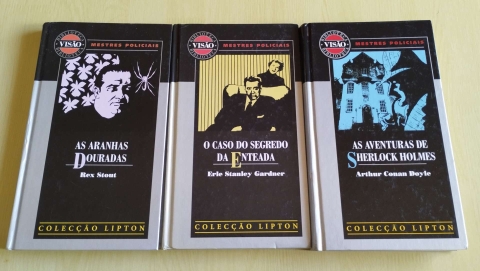 VISÃO
MESTRES POLICIAIS
AS ARANHAS
DOURADAS
Rex Stout
COLECÇÃO LIPTON
VISÃO
MESTRES POLICIAIS
O CASO DO SEGREDO
DA ENTEADA
Erle Stanley Gardner
COLECÇÃO LIPTON
VISÃO
MESTRES POLICIAIS
AS AVENTURAS DE
SHERLOCK HOLMES
Arthur Conan Doyle
COLECÇÃO LIPTON